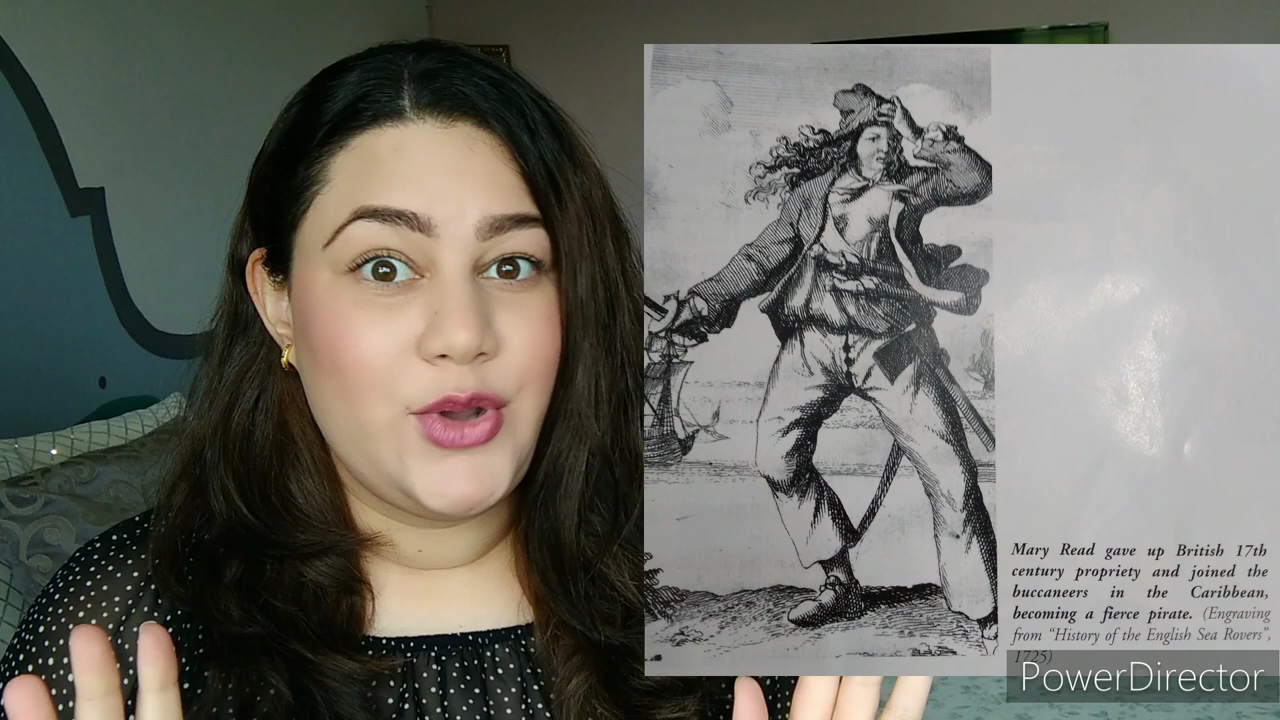 Mary Read gave up British 17th
century propriety and joined the
buccaneers in the Caribbean,
becoming a fierce pirate. (Engraving
from "History of the English Sea Rovers",
1725)
PowerDirector